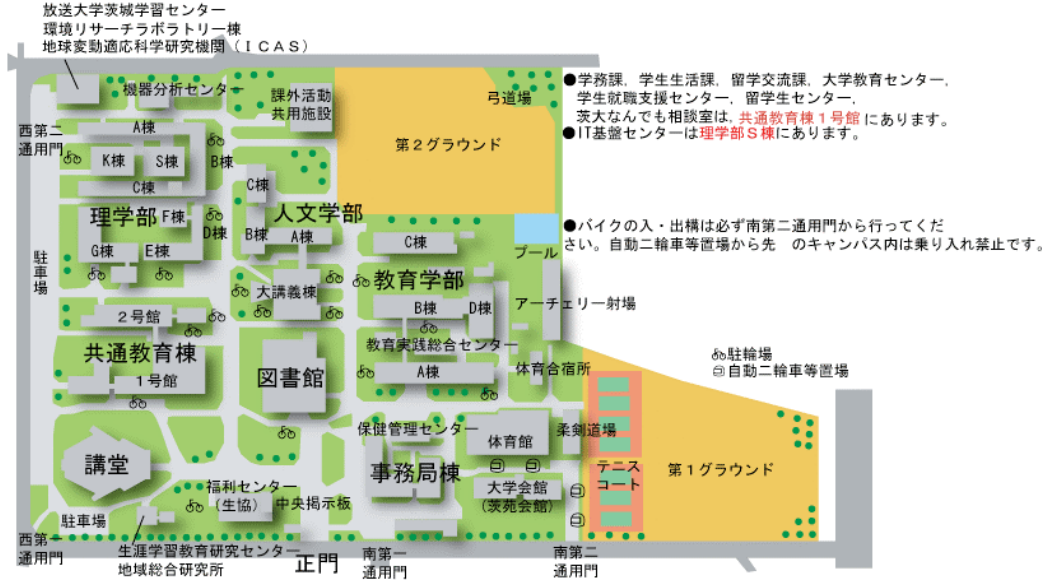 放送大学茨城学習センター
環境リサーチラボラトリー棟
地球変動適応科学研究機関（ＩＣＡＳ）
機器分析センター
課外活動
共用施設
弓道場
●学務課，学生生活課，留学交流課，大学教育センター，
学生就職支援センター，留学生センター，
茨大なんでも相談室は，共通教育棟１号館にあります。
●IT基盤センターは理学部Ｓ棟にあります。
西第二
通用門
A棟
第２グラウンド
K棟
S棟
B棟
C棟
C棟
理学部
F棟
D棟
人文学部
B棟
A棟
C棟
G棟
E棟
●バイクの入・出構は必ず南第二通用門から行ってくだ
さい。自動二輪車等置場から先　のキャンパス内は乗り入れ禁止です。
プール
駐車場
教育学部
大講義棟
B棟
D棟
アーチェリー射場
２号館
共通教育棟
教育実践総合センター
駐輪場
自動二輪車等置場
１号館
図書館
A棟
体育合宿所
保健管理センター
体育館
柔剣道場
講堂
事務局棟
テニス
コート
第１グラウンド
福利センター
（生協）
中央掲示板
大学会館
（茨苑会館）
駐車場
西第一
通用門
生涯学習教育研究センター
地域総合研究所
正門
南第一
通用門
南第二
通用門